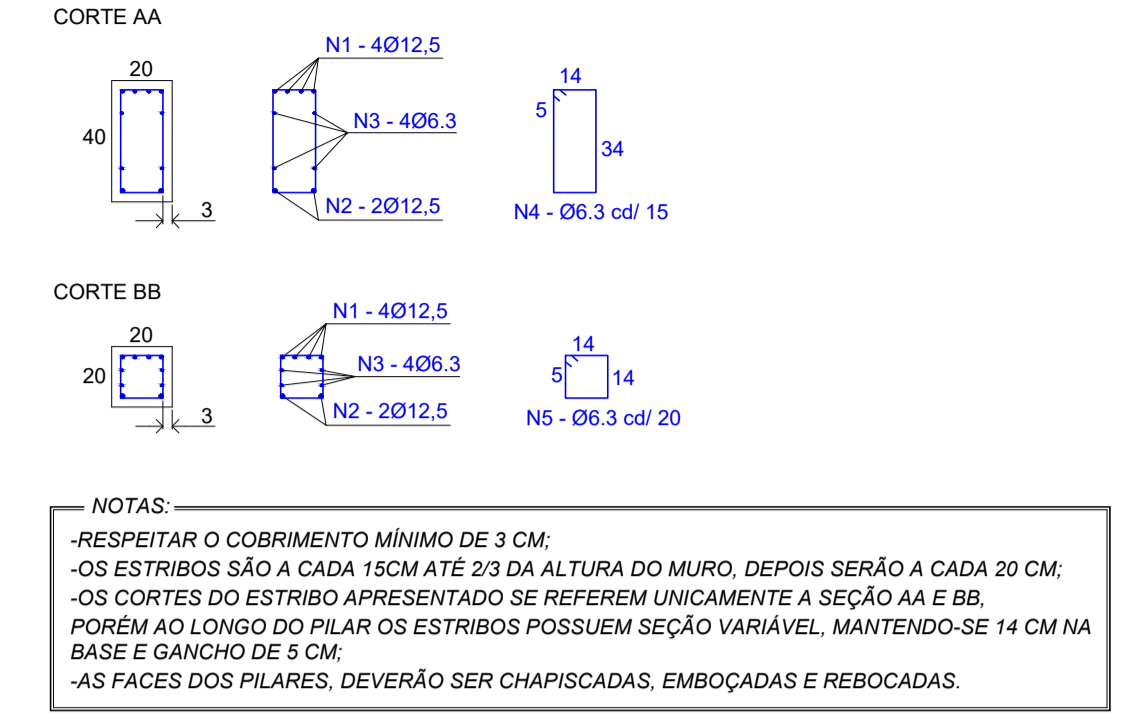 CORTE AA
20
40
3
N1 - 4Ø12,5
N3 - 4Ø6.3
N2 - 2Ø12,5
14
5
34
N4 - Ø6.3 cd/ 15
CORTE BB
20
20
3
N1 - 4Ø12,5
N3 - 4Ø6.3
N2 - 2Ø12,5
14
5
14
N5 - Ø6.3 cd/ 20
NOTAS:
-RESPEITAR O COBRIMENTO MÍNIMO DE 3 CM;
-OS ESTRIBOS SÃO A CADA 15CM ATÉ 2/3 DA ALTURA DO MURO, DEPOIS SERÃO A CADA 20 CM;
-OS CORTES DO ESTRIBO APRESENTADO SE REFEREM UNICAMENTE A SEÇÃO AA E BB,
PORÉM AO LONGO DO PILAR OS ESTRIBOS POSSUEM SEÇÃO VARIÁVEL, MANTENDO-SE 14 CM NA
BASE E GANCHO DE 5 CM;
-AS FACES DOS PILARES, DEVERÃO SER CHAPISCADAS, EMBOÇADAS E REBOCADAS.